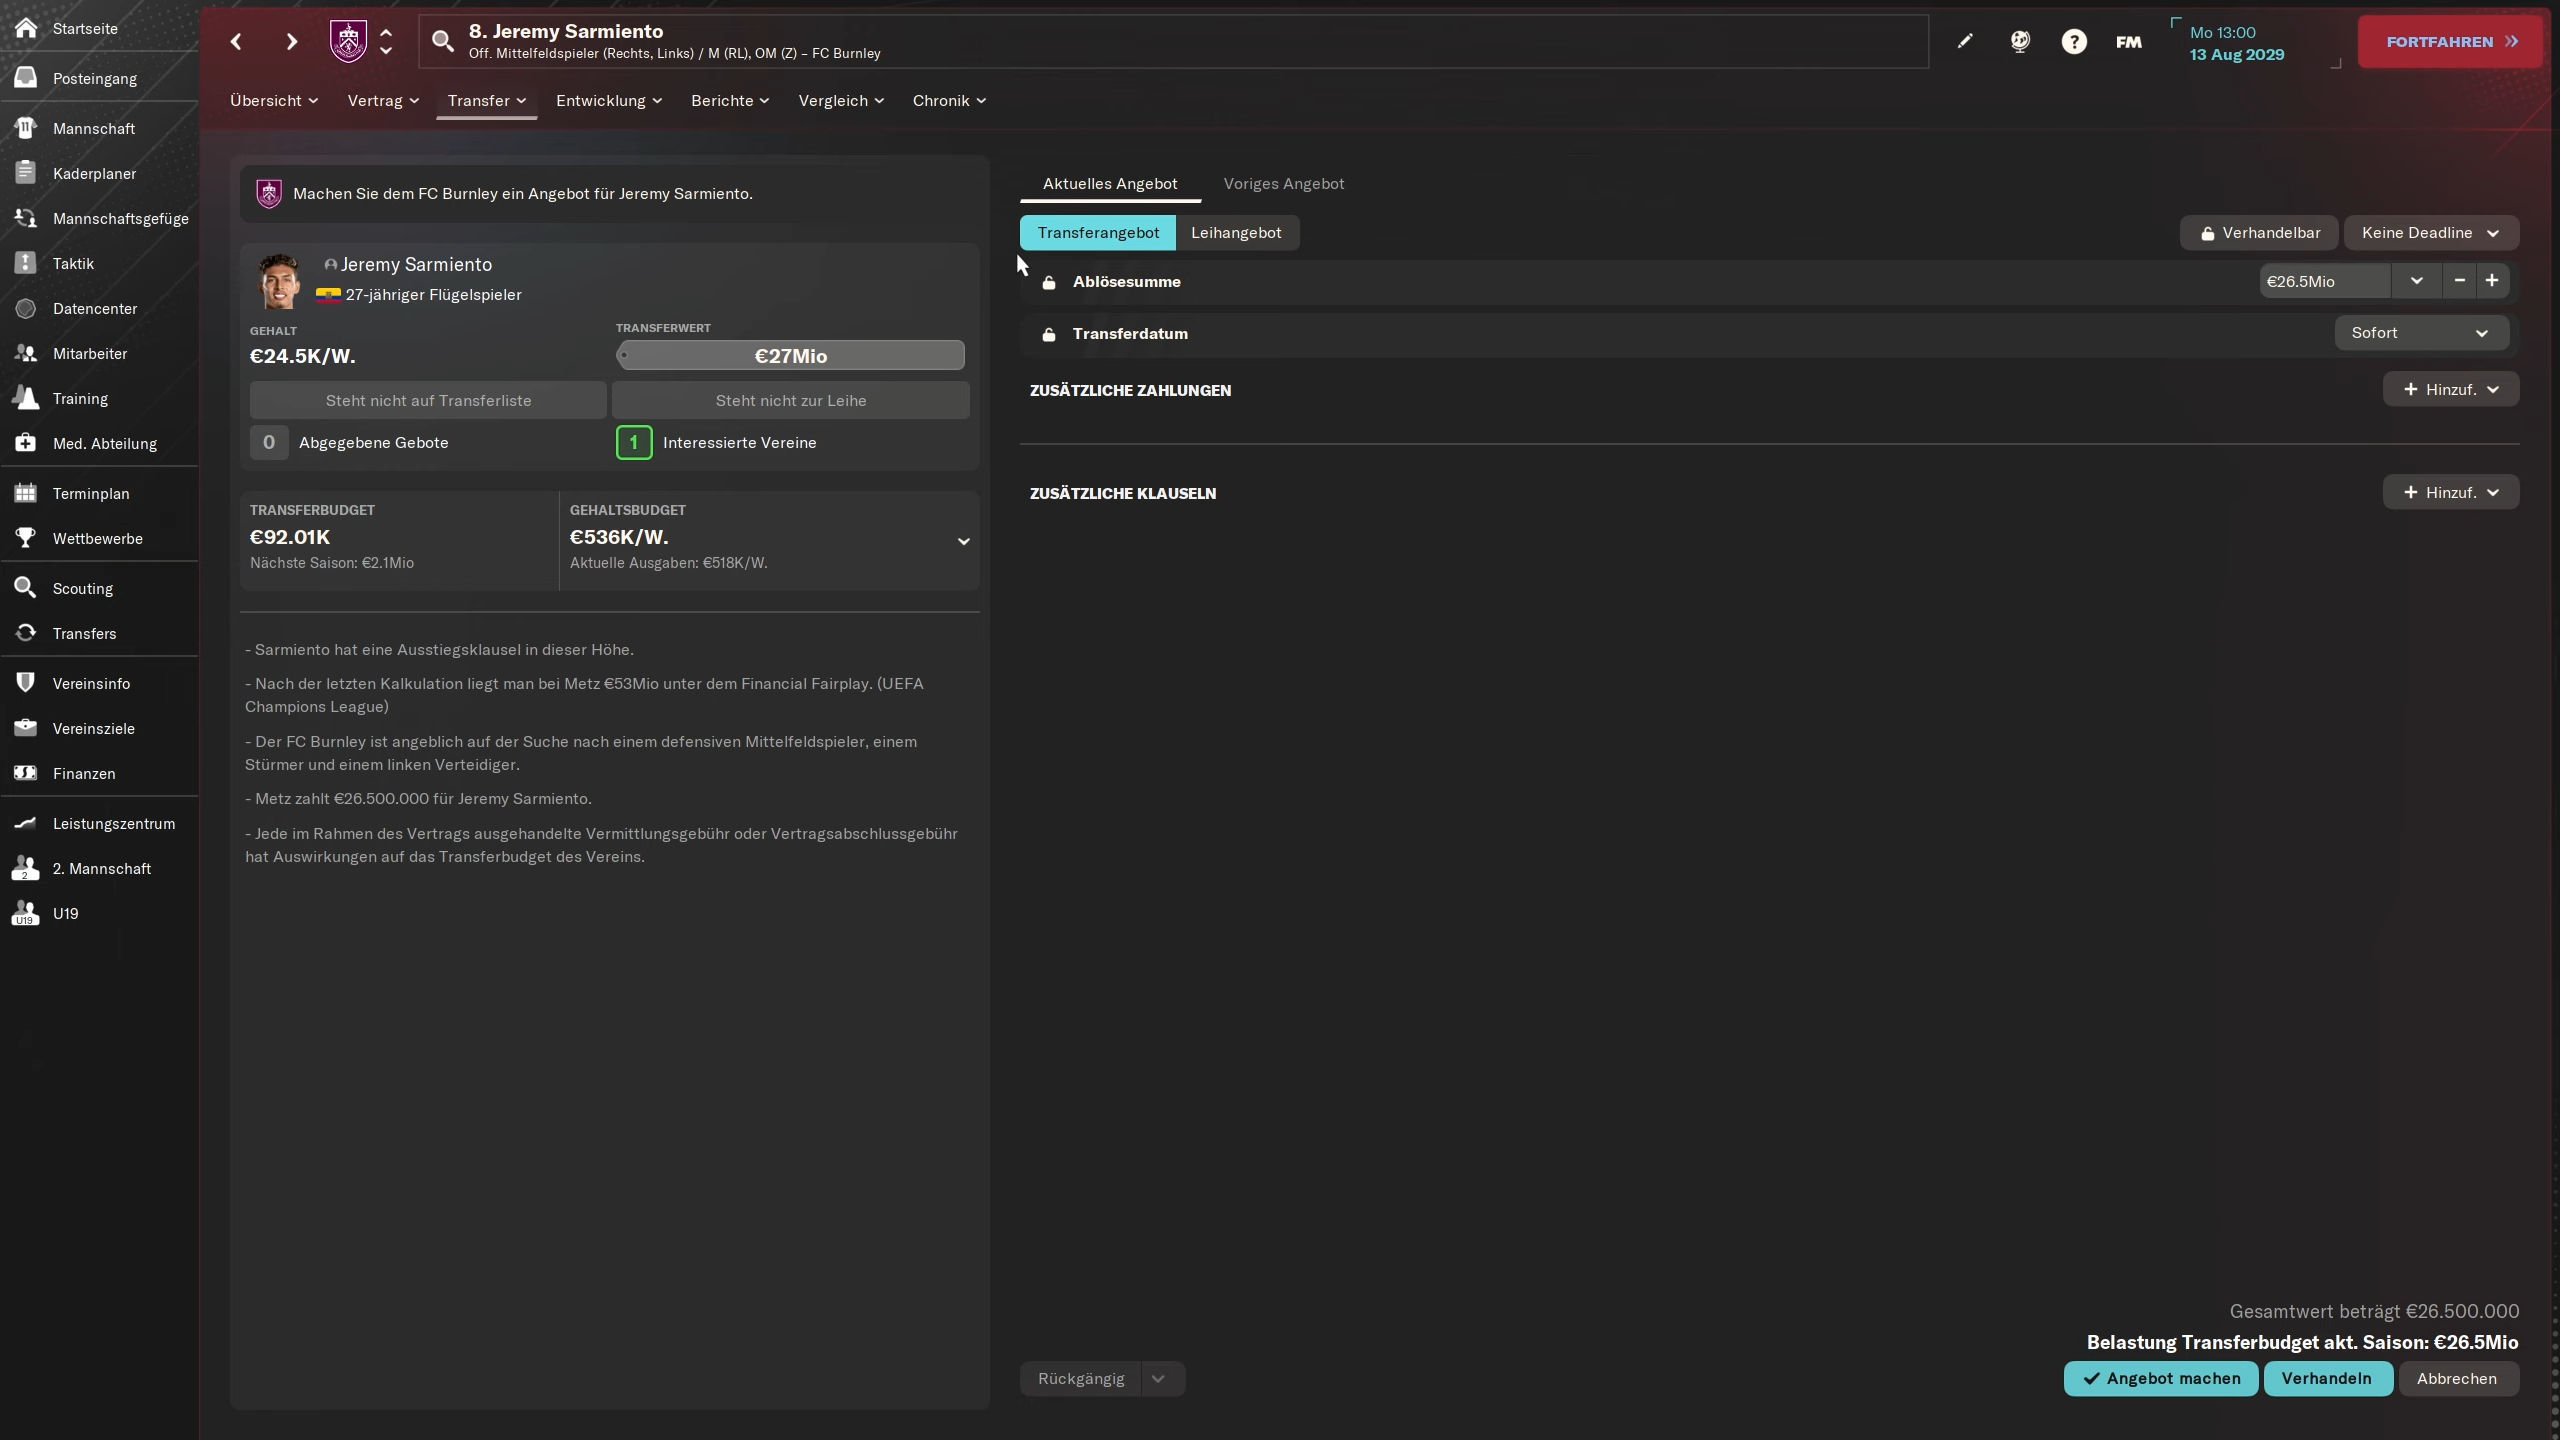 Startseite
Posteingang
Mannschaft
Kaderplaner
Mannschaftsgefüge
Taktik
Datencenter
Mitarbeiter
Training
Med. Abteilung
Terminplan
Wettbewerbe
Scouting
Transfers
Vereinsinfo
Vereinsziele
Finanzen
Leistungszentrum
2
2. Mannschaft
U19
U19
8. Jeremy Sarmiento
Off. Mittelfeldspieler (Rechts, Links) / M (RL), OM (Z) – FC Burnley
?
FM
Mo 13:00
13 Aug 2029
FORTFAHREN
Übersicht
Vertrag
Transfer
Entwicklung
Berichte
Vergleich
Chronik
Machen Sie dem FC Burnley ein Angebot für Jeremy Sarmiento.
Jeremy Sarmiento
27-jähriger Flügelspieler
GEHALT
€24.5K/W.
TRANSFERWERT
€27Mio
Steht nicht auf Transferliste
Steht nicht zur Leihe
0 Abgegebene Gebote
1 Interessierte Vereine
TRANSFERBUDGET
€92.01K
Nächste Saison: €2.1Mio
GEHALTSBUDGET
€536K/W.
Aktuelle Ausgaben: €518K/W.
- Sarmiento hat eine Ausstiegsklausel in dieser Höhe.
- Nach der letzten Kalkulation liegt man bei Metz €53Mio unter dem Financial Fairplay. (UEFA
Champions League)
- Der FC Burnley ist angeblich auf der Suche nach einem defensiven Mittelfeldspieler, einem
Stürmer und einem linken Verteidiger.
- Metz zahlt €26.500.000 für Jeremy Sarmiento.
- Jede im Rahmen des Vertrags ausgehandelte Vermittlungsgebühr oder Vertragsabschlussgebühr
hat Auswirkungen auf das Transferbudget des Vereins.
Aktuelles Angebot
Voriges Angebot
Transferangebot
Leihangebot
Verhandelbar
Keine Deadline
Ablösesumme
€26.5Mio
Transferdatum
Sofort
ZUSÄTZLICHE ZAHLUNGEN
+ Hinzuf.
ZUSÄTZLICHE KLAUSELN
+ Hinzuf.
Gesamtwert beträgt €26.500.000
Belastung Transferbudget akt. Saison: €26.5Mio
Rückgängig
Angebot machen
Verhandeln
Abbrechen